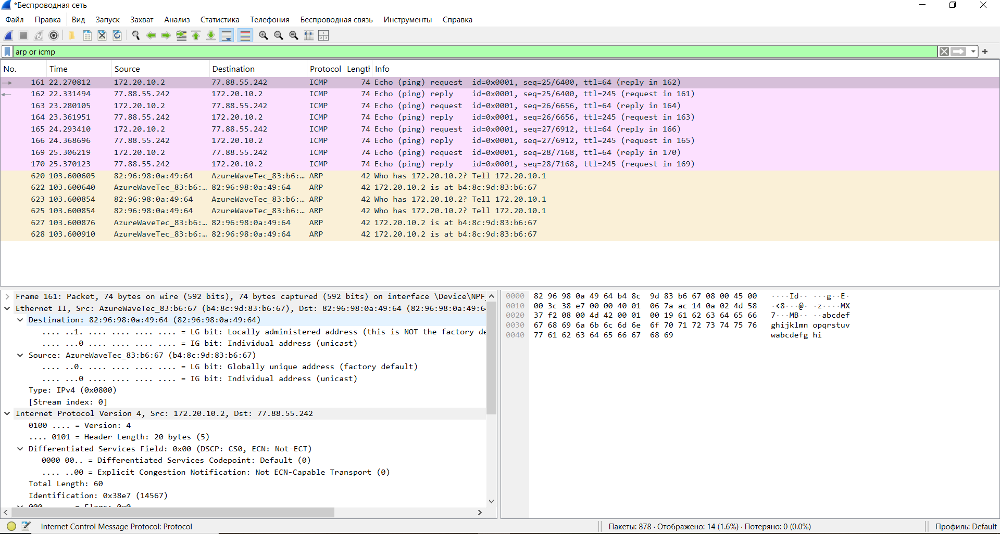 *Беспроводная сеть
Файл Правка Вид Запуск Захват Анализ Статистика Телефония Беспроводная связь Инструменты Справка
arp or icmp
No. Time Source Destination Protocol Length Info
161 22.270812 172.20.10.2 77.88.55.242 ICMP 74 Echo (ping) request id=0x0001, seq=25/6400, ttl=64 (reply in 162)
162 22.331494 77.88.55.242 172.20.10.2 ICMP 74 Echo (ping) reply id=0x0001, seq=25/6400, ttl=245 (request in 161)
163 23.280105 172.20.10.2 77.88.55.242 ICMP 74 Echo (ping) request id=0x0001, seq=26/6656, ttl=64 (reply in 164)
164 23.361951 77.88.55.242 172.20.10.2 ICMP 74 Echo (ping) reply id=0x0001, seq=26/6656, ttl=245 (request in 163)
165 24.293410 172.20.10.2 77.88.55.242 ICMP 74 Echo (ping) request id=0x0001, seq=27/6912, ttl=64 (reply in 166)
166 24.368696 77.88.55.242 172.20.10.2 ICMP 74 Echo (ping) reply id=0x0001, seq=27/6912, ttl=245 (request in 165)
169 25.306219 172.20.10.2 77.88.55.242 ICMP 74 Echo (ping) request id=0x0001, seq=28/7168, ttl=64 (reply in 170)
170 25.370123 77.88.55.242 172.20.10.2 ICMP 74 Echo (ping) reply id=0x0001, seq=28/7168, ttl=245 (request in 169)
620 103.600605 82:96:98:0a:49:64 AzureWaveTec_83:b6:… ARP 42 Who has 172.20.10.2? Tell 172.20.10.1
622 103.600640 AzureWaveTec_83:b6:… 82:96:98:0a:49:64 ARP 42 172.20.10.2 is at b4:8c:9d:83:b6:67
623 103.600854 82:96:98:0a:49:64 AzureWaveTec_83:b6:… ARP 42 Who has 172.20.10.2? Tell 172.20.10.1
625 103.600854 82:96:98:0a:49:64 AzureWaveTec_83:b6:… ARP 42 Who has 172.20.10.2? Tell 172.20.10.1
627 103.600876 AzureWaveTec_83:b6:… 82:96:98:0a:49:64 ARP 42 172.20.10.2 is at b4:8c:9d:83:b6:67
628 103.600910 AzureWaveTec_83:b6:… 82:96:98:0a:49:64 ARP 42 172.20.10.2 is at b4:8c:9d:83:b6:67
Frame 161: Packet, 74 bytes on wire (592 bits), 74 bytes captured (592 bits) on interface \Device\NPF_
Ethernet II, Src: AzureWaveTec_83:b6:67 (b4:8c:9d:83:b6:67), Dst: 82:96:98:0a:49:64 (82:96:98:0a:49:64
Destination: 82:96:98:0a:49:64 (82:96:98:0a:49:64)
.... ..1. .... .... .... .... = LG bit: Locally administered address (this is NOT the factory de
.... ...0 .... .... .... .... = IG bit: Individual address (unicast)
Source: AzureWaveTec_83:b6:67 (b4:8c:9d:83:b6:67)
.... ..0. .... .... .... .... = LG bit: Globally unique address (factory default)
.... ...0 .... .... .... .... = IG bit: Individual address (unicast)
Type: IPv4 (0x0800)
[Stream index: 0]
Internet Protocol Version 4, Src: 172.20.10.2, Dst: 77.88.55.242
0100 .... = Version: 4
.... 0101 = Header Length: 20 bytes (5)
Differentiated Services Field: 0x00 (DSCP: CS0, ECN: Not-ECT)
0000 00.. = Differentiated Services Codepoint: Default (0)
.... ..00 = Explicit Congestion Notification: Not ECN-Capable Transport (0)
Total Length: 60
Identification: 0x38e7 (14567)
000. .... = Flags: 0x0
0000 82 96 98 0a 49 64 b4 8c 9d 83 b6 67 08 00 45 00 ····Id·· ···g··E·
0010 00 3c 38 e7 00 00 40 01 06 7a ac 14 0a 02 4d 58 ·<8···@· ·z····MX
0020 37 f2 08 00 4d 42 00 01 00 19 61 62 63 64 65 66 7···MB·· ··abcdef
0030 67 68 69 6a 6b 6c 6d 6e 6f 70 71 72 73 74 75 76 ghijklmn opqrstuv
0040 77 61 62 63 64 65 66 67 68 69 wabcdefg hi
Internet Control Message Protocol: Protocol
Пакеты: 878 · Отображено: 14 (1.6%) · Потеряно: 0 (0.0%)
Профиль: Default